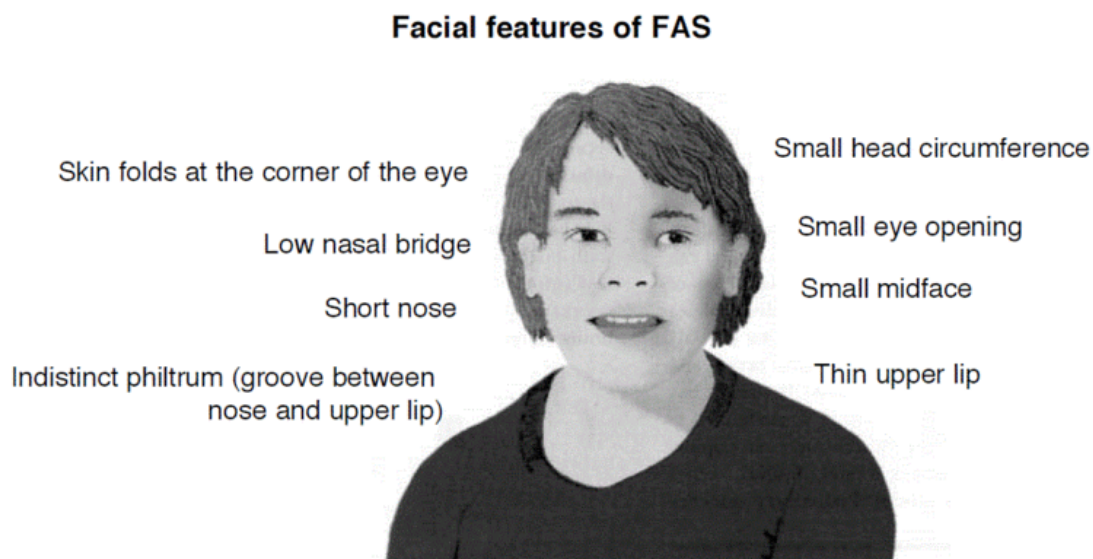 Facial features of FAS
Skin folds at the corner of the eye
Low nasal bridge
Short nose
Indistinct philtrum (groove between
nose and upper lip)
Small head circumference
Small eye opening
Small midface
Thin upper lip